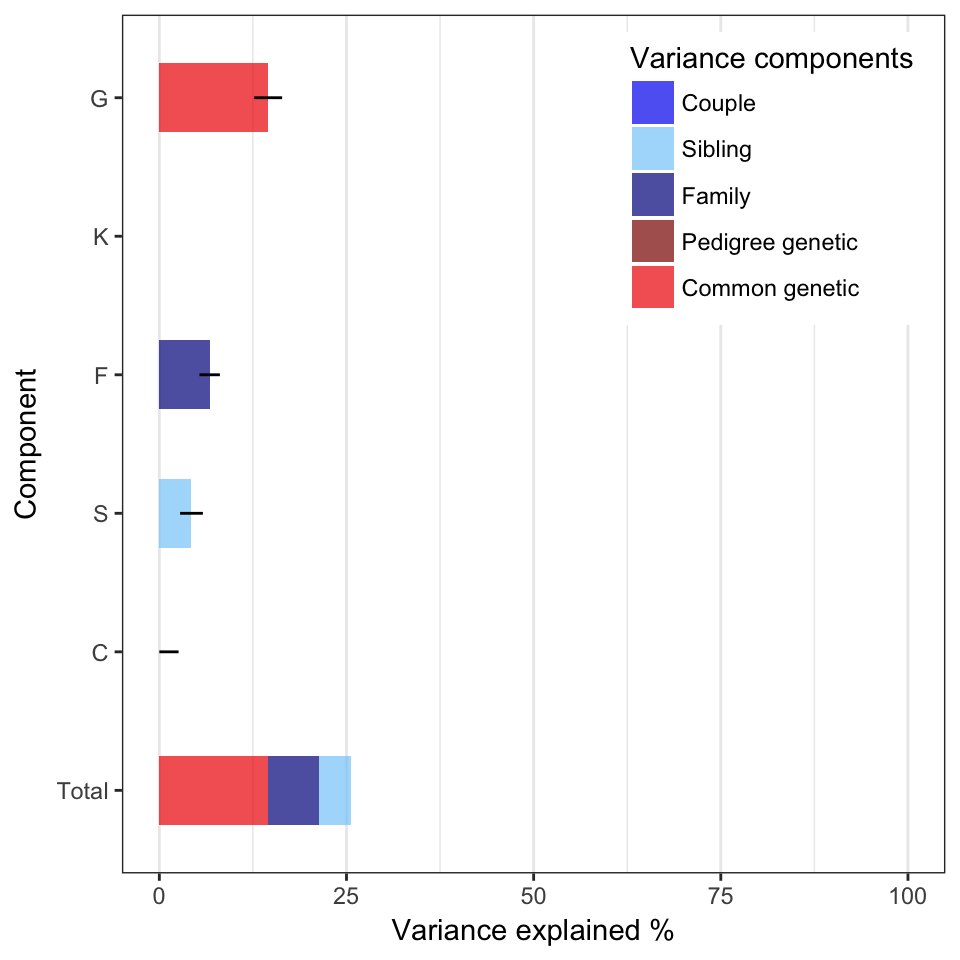 Variance components
Couple
Sibling
Family
Pedigree genetic
Common genetic
Component
G
K
F
S
C
Total
0 25 50 75 100
Variance explained %